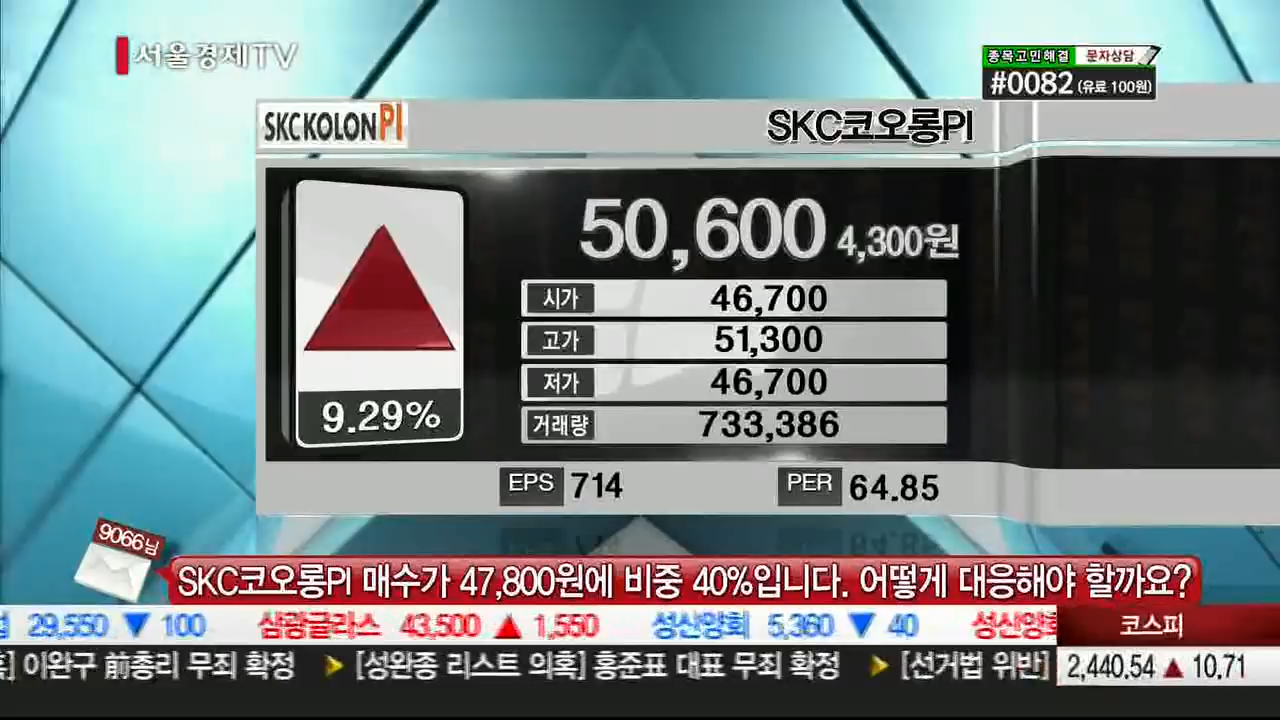 서울경제TV
종목고민해결 문자상담
#0082 (유료 100원)
SKC KOLON PI
SKC코오롱PI
50,600 4,300원
9.29%
시가 46,700
고가 51,300
저가 46,700
거래량 733,386
EPS 714
PER 64.85
9066님
SKC코오롱PI 매수가 47,800원에 비중 40%입니다. 어떻게 대응해야 할까요?
29,550 ▼ 100 삼광글라스 43,500 ▲ 1,550 성산양회 5,360 ▼ 40
코스피
] 이완구 前총리 무죄 확정 [성완종 리스트 의혹] 홍준표 대표 무죄 확정 [선거법 위반]
2,440.54 ▲ 10.71